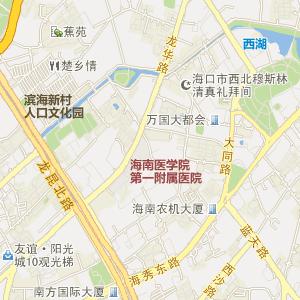 蕉苑
楚乡情
滨海新村
人口文化园
龙华路
西湖
海口市西北穆斯林
清真礼拜间
万国大都会
大同路
海南医学院
第一附属医院
龙昆北路
海南农机大厦
友谊·阳光
城10观光梯
南方国际大厦
海秀东路
西沙路
蓝天路